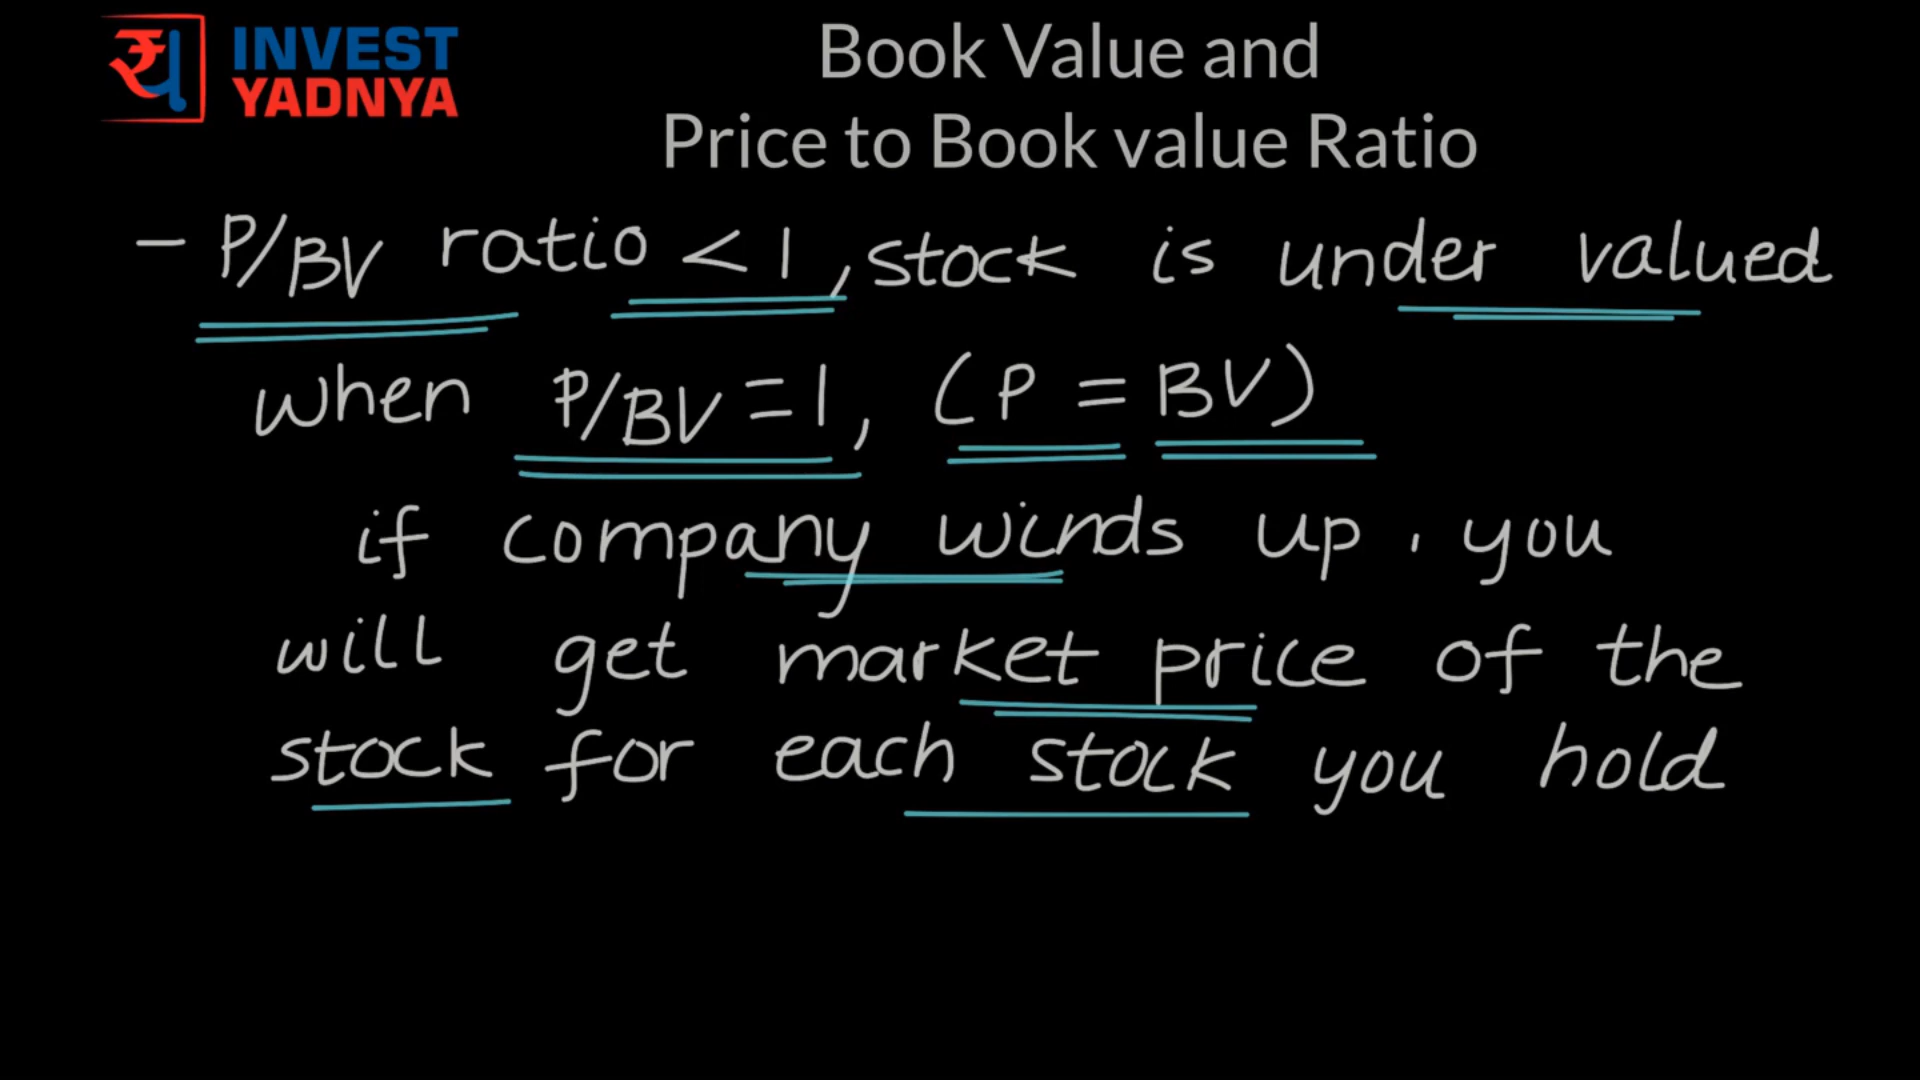 INVEST
YADNYA
Book Value and
Price to Book value Ratio
- P/BV ratio < 1, stock is under valued
when P/BV = 1, (P = BV)
if company winds up, you
will get market price of the
stock for each stock you hold